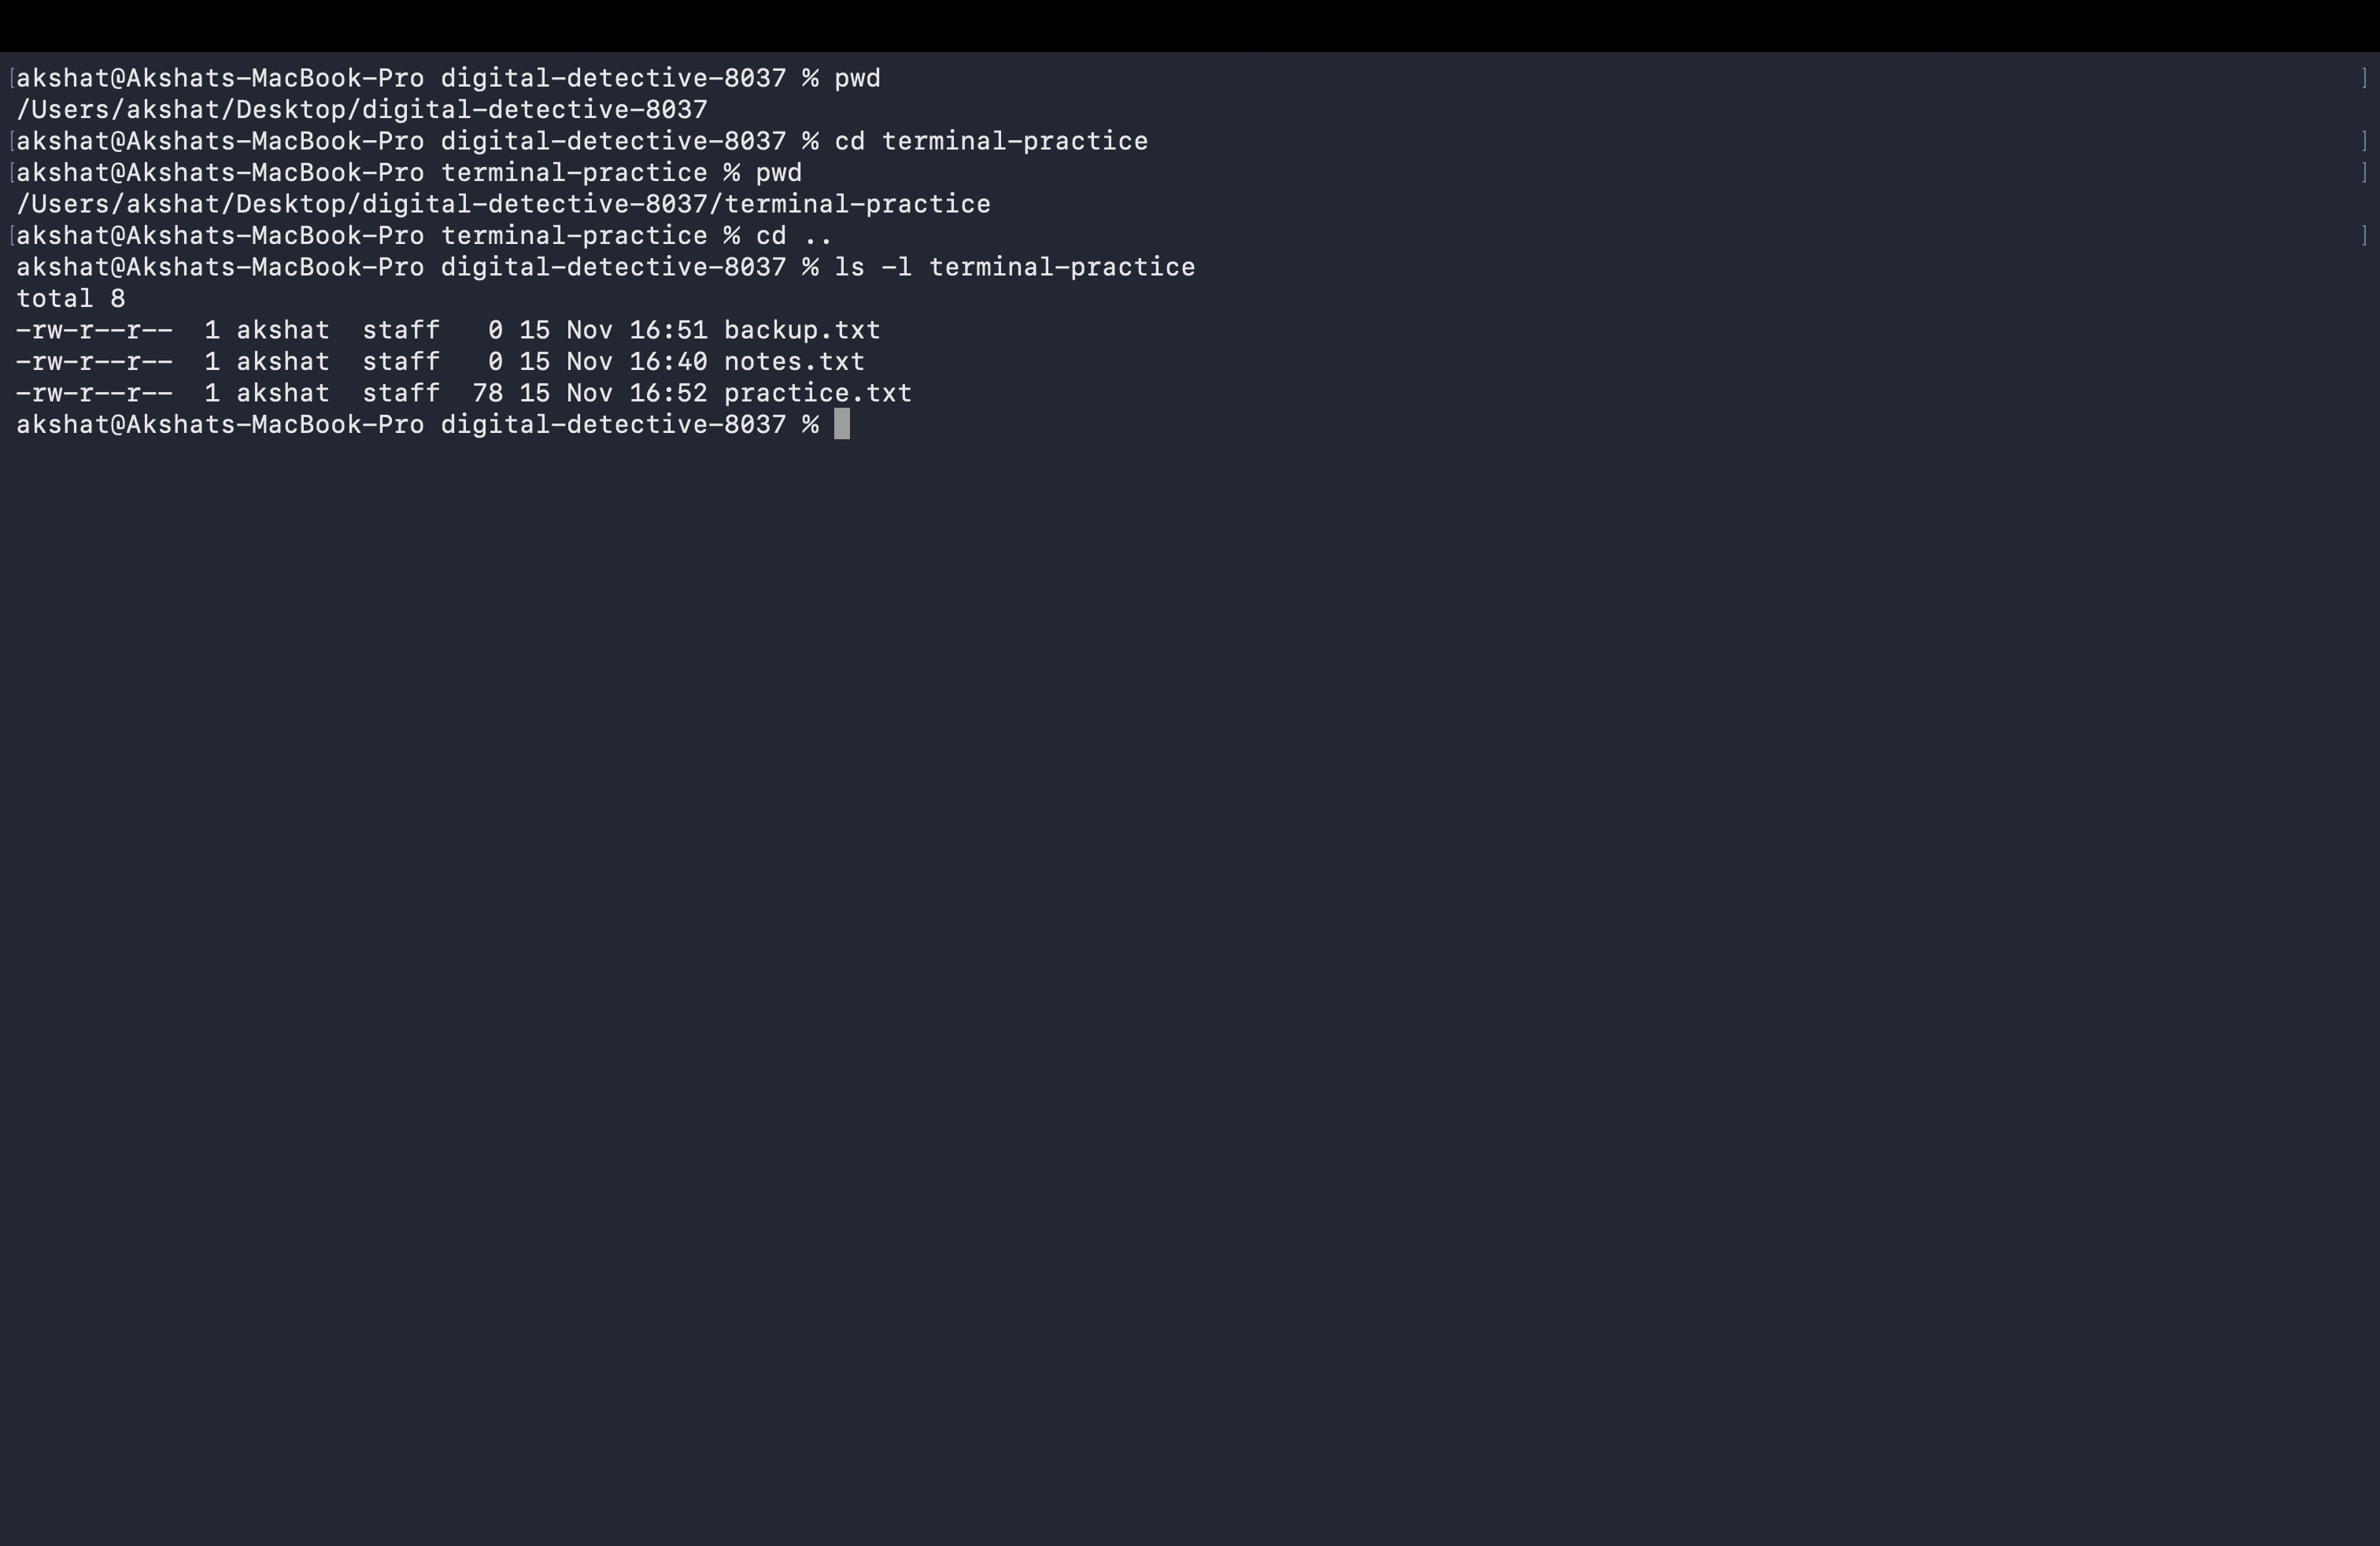 [akshat@Akshats-MacBook-Pro digital-detective-8037 % pwd ]
/Users/akshat/Desktop/digital-detective-8037
[akshat@Akshats-MacBook-Pro digital-detective-8037 % cd terminal-practice ]
[akshat@Akshats-MacBook-Pro terminal-practice % pwd ]
/Users/akshat/Desktop/digital-detective-8037/terminal-practice
[akshat@Akshats-MacBook-Pro terminal-practice % cd .. ]
akshat@Akshats-MacBook-Pro digital-detective-8037 % ls -l terminal-practice
total 8
-rw-r--r--  1 akshat  staff   0 15 Nov 16:51 backup.txt
-rw-r--r--  1 akshat  staff   0 15 Nov 16:40 notes.txt
-rw-r--r--  1 akshat  staff  78 15 Nov 16:52 practice.txt
akshat@Akshats-MacBook-Pro digital-detective-8037 %